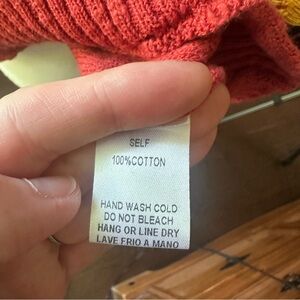 SELF
100%COTTON
HAND WASH COLD
DO NOT BLEACH
HANG OR LINE DRY
LAVE FRIO A MANO